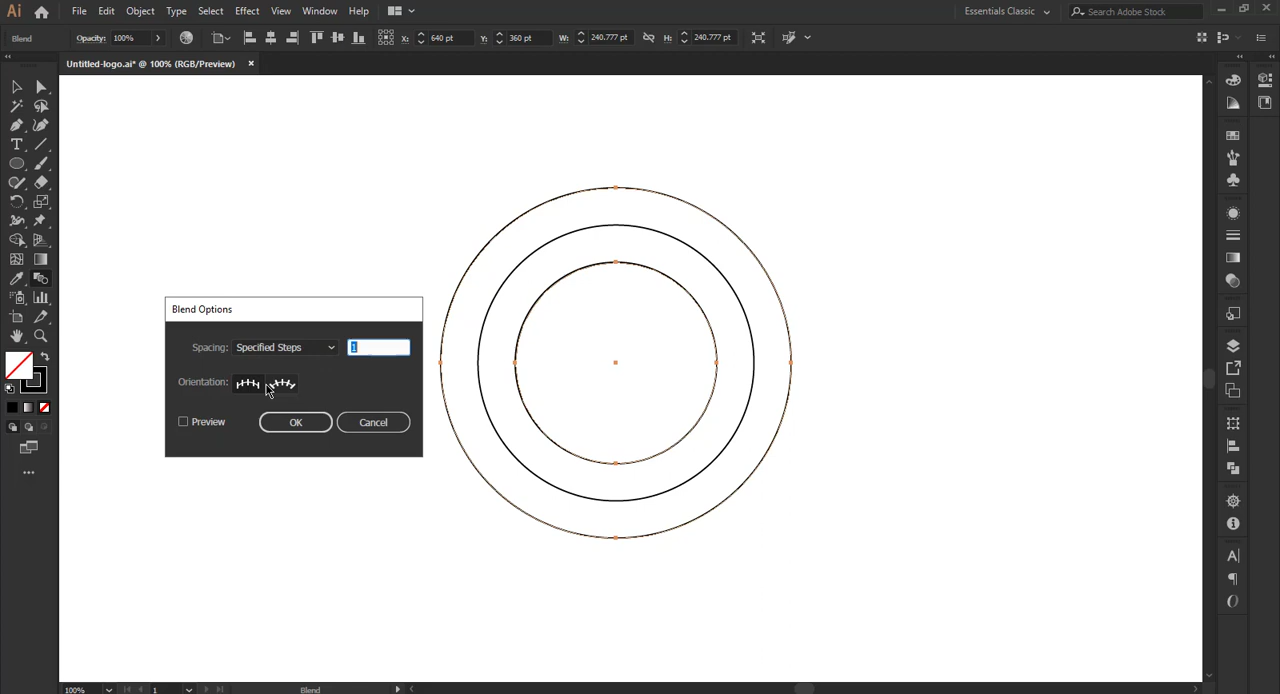 Ai File Edit Object Type Select Effect View Window Help Essentials Classic Search Adobe Stock
Blend Opacity: 100% X: 640 pt Y: 360 pt W: 240.777 pt H: 240.777 pt
Untitled-logo.ai* @ 100% (RGB/Preview) ×
Blend Options
Spacing: Specified Steps 1
Orientation:
Preview OK Cancel
100% 1 Blend